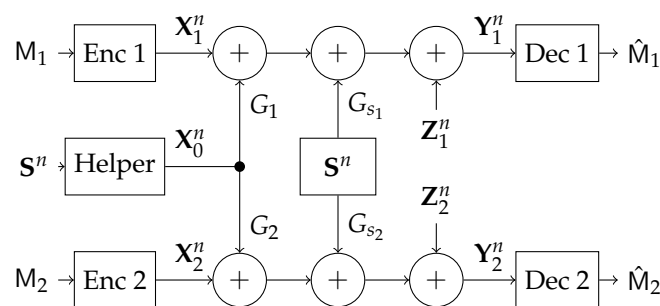 M₁ Enc 1 X₁ⁿ + + + Y₁ⁿ Dec 1 M̂₁
G₁ G_{s₁} Z₁ⁿ
Sⁿ Helper X₀ⁿ Sⁿ
G₂ G_{s₂} Z₂ⁿ
M₂ Enc 2 X₂ⁿ + + + Y₂ⁿ Dec 2 M̂₂